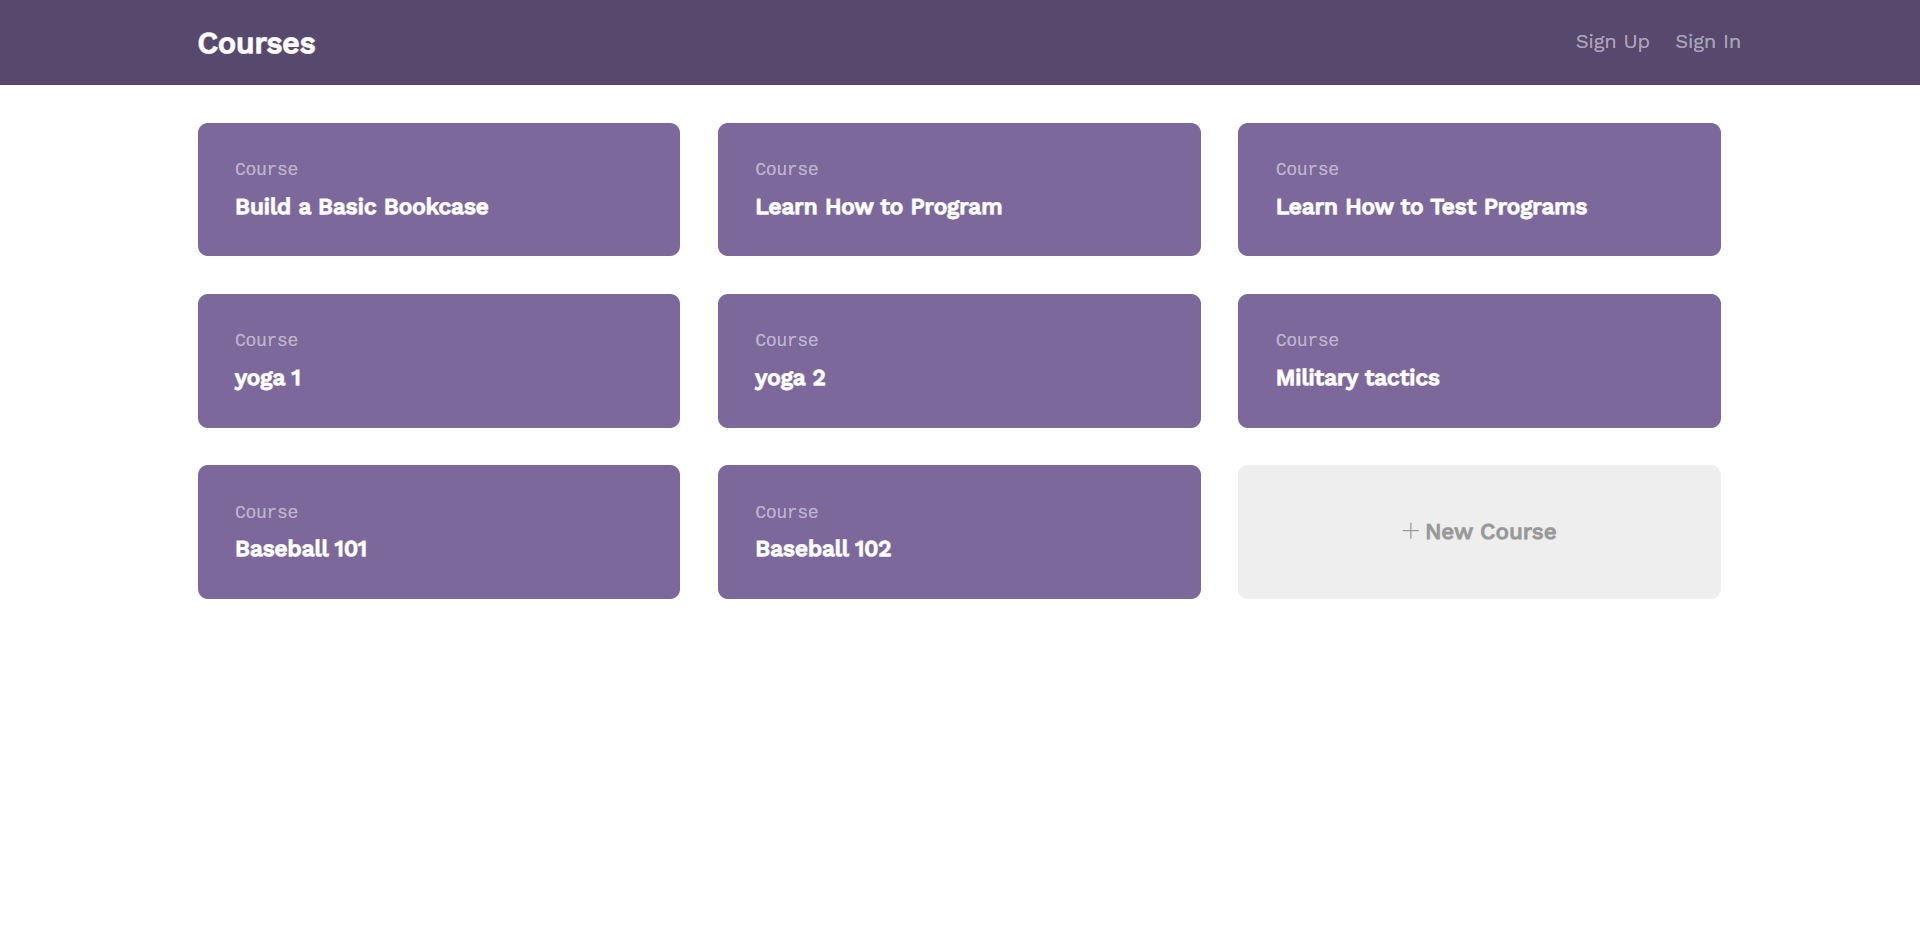 Courses
Sign Up
Sign In
Course
Build a Basic Bookcase
Course
Learn How to Program
Course
Learn How to Test Programs
Course
yoga 1
Course
yoga 2
Course
Military tactics
Course
Baseball 101
Course
Baseball 102
+ New Course